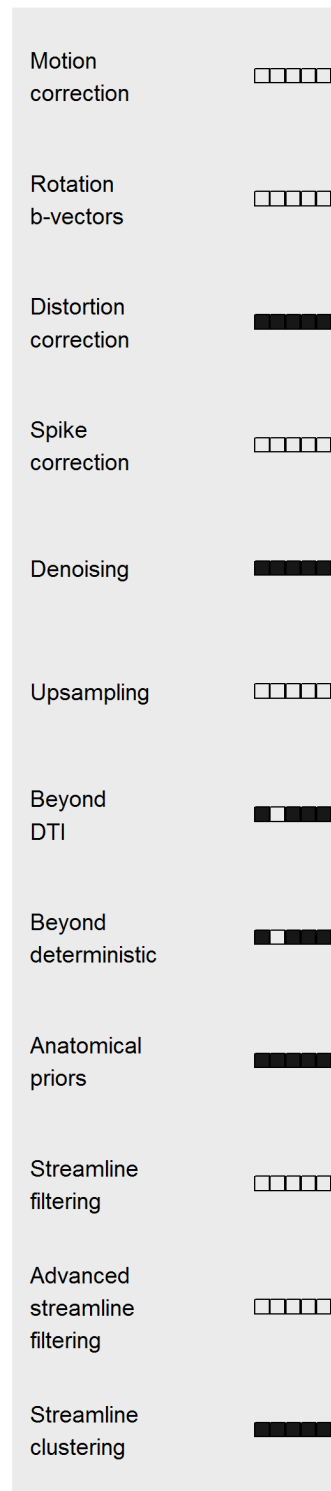 Motion
correction
Rotation
b-vectors
Distortion
correction
Spike
correction
Denoising
Upsampling
Beyond
DTI
Beyond
deterministic
Anatomical
priors
Streamline
filtering
Advanced
streamline
filtering
Streamline
clustering